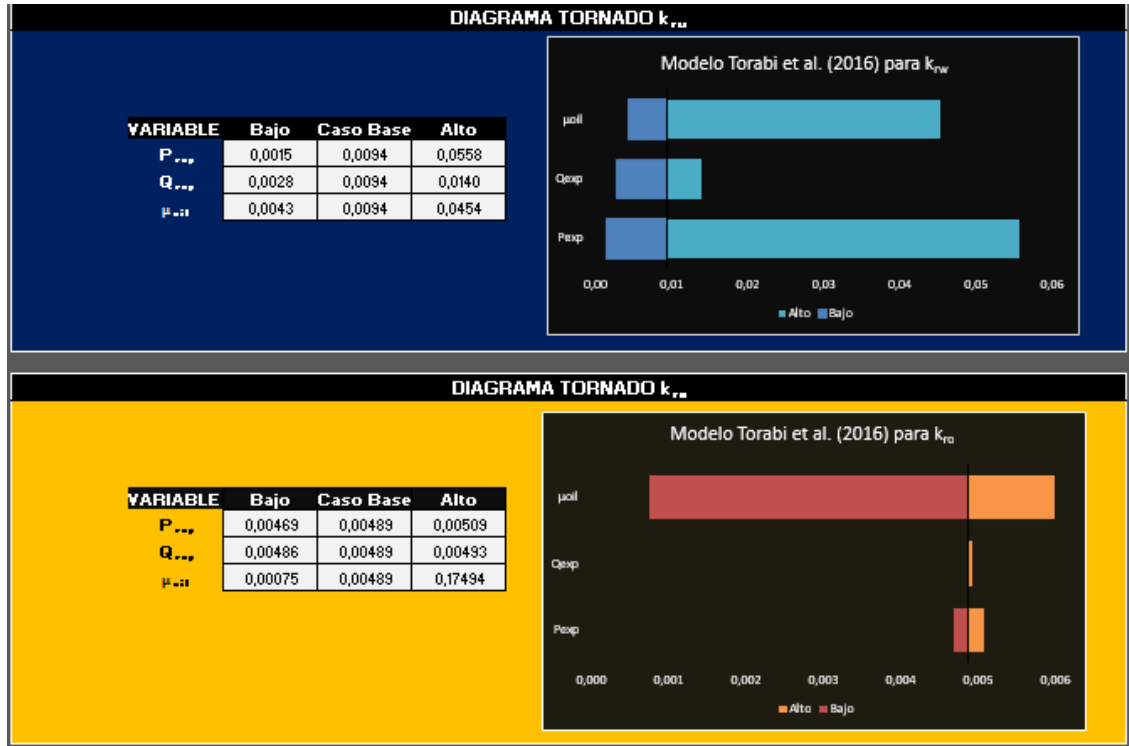 DIAGRAMA TORNADO k
Modelo Torabi et al. (2016) para krw
VARIABLE Bajo Caso Base Alto
P 0,0015 0,0094 0,0558
Q 0,0028 0,0094 0,0140
μ 0,0043 0,0094 0,0454
μoil
Qexp
Pexp
0,00 0,01 0,02 0,03 0,04 0,05 0,06
Alto Bajo
DIAGRAMA TORNADO k
Modelo Torabi et al. (2016) para kro
VARIABLE Bajo Caso Base Alto
P 0,00469 0,00489 0,00509
Q 0,00486 0,00489 0,00493
μ 0,00075 0,00489 0,17494
μoil
Qexp
Pexp
0,000 0,001 0,002 0,003 0,004 0,005 0,006
Alto Bajo